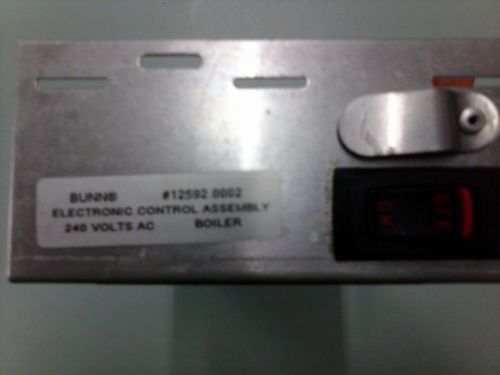 BUNN® #12592.0002
ELECTRONIC CONTROL ASSEMBLY
240 VOLTS AC BOILER
ON OFF